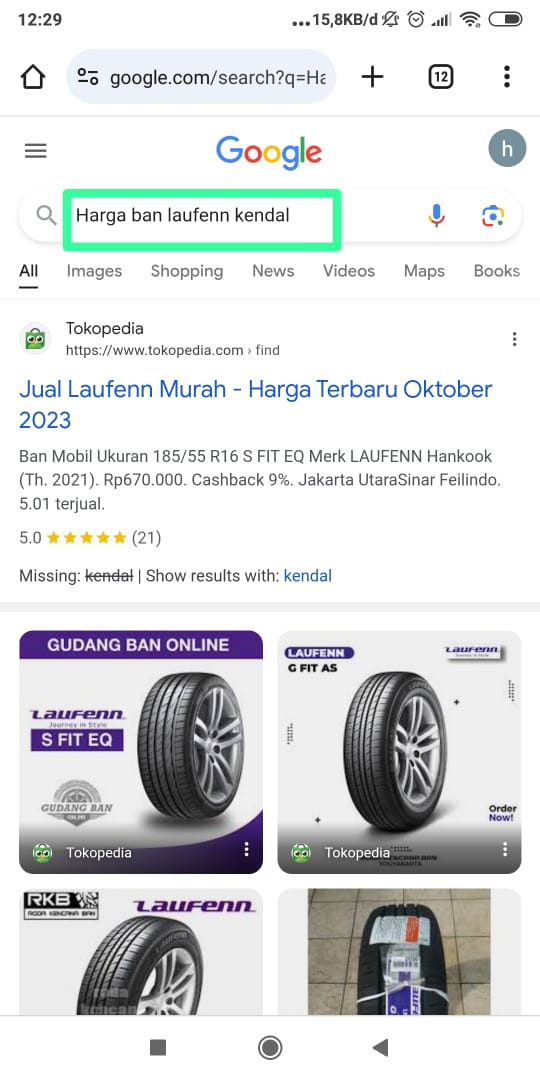 12:29
...15,8KB/d
google.com/search?q=Ha
12
Google
h
Harga ban laufenn kendal
All Images Shopping News Videos Maps Books
Tokopedia
https://www.tokopedia.com › find
Jual Laufenn Murah - Harga Terbaru Oktober
2023
Ban Mobil Ukuran 185/55 R16 S FIT EQ Merk LAUFENN Hankook
(Th. 2021). Rp670.000. Cashback 9%. Jakarta UtaraSinar Feilindo.
5.01 terjual.
5.0 (21)
Missing: kendal | Show results with: kendal
GUDANG BAN ONLINE
Laufenn
Journey in Style
S FIT EQ
GUDANG BAN
ONLINE
Tokopedia
LAUFENN
G FIT AS
Laufenn
Order
Now!
Tokopedia
RODA KENCANA BAN
YOGYAKARTA
RKB
RODA KENCANA BAN
Laufenn